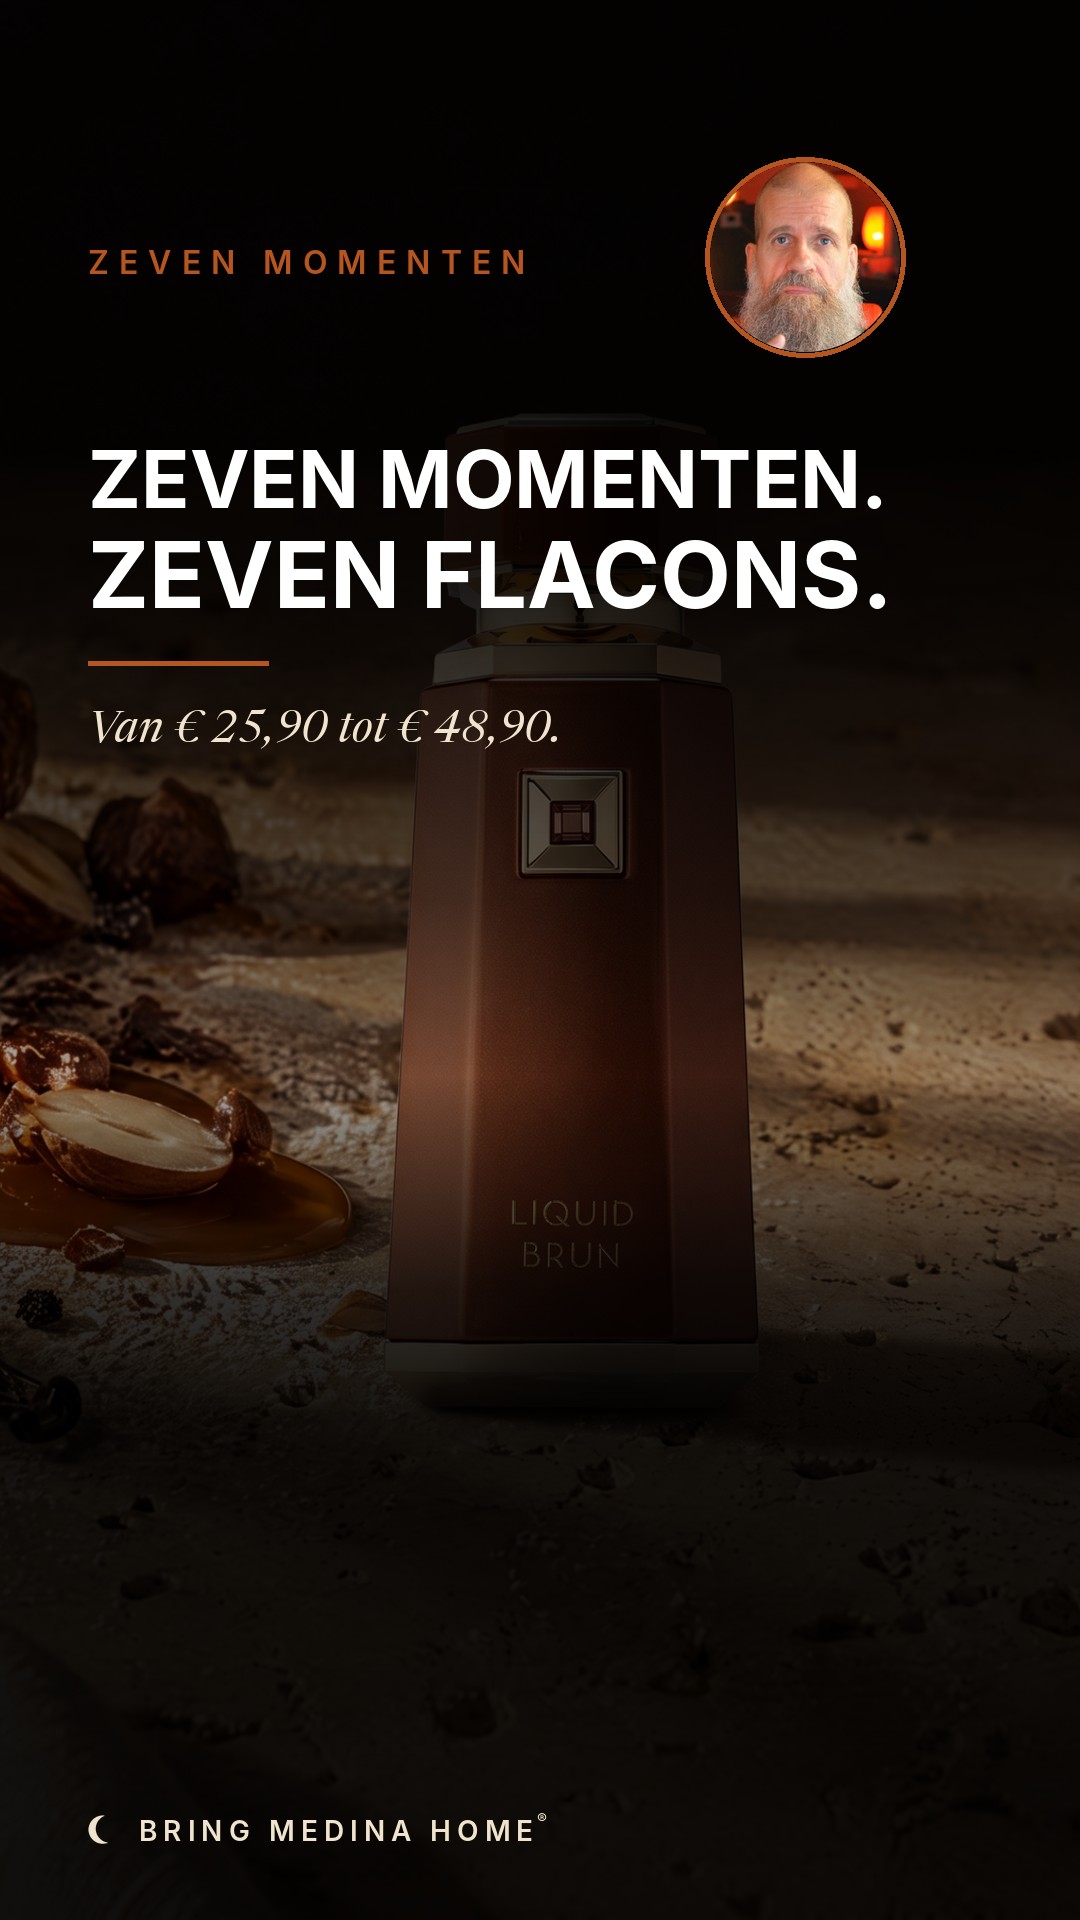 ZEVEN MOMENTEN
ZEVEN MOMENTEN.
ZEVEN FLACONS.
Van € 25,90 tot € 48,90.
LIQUID
BRUN
BRING MEDINA HOME®